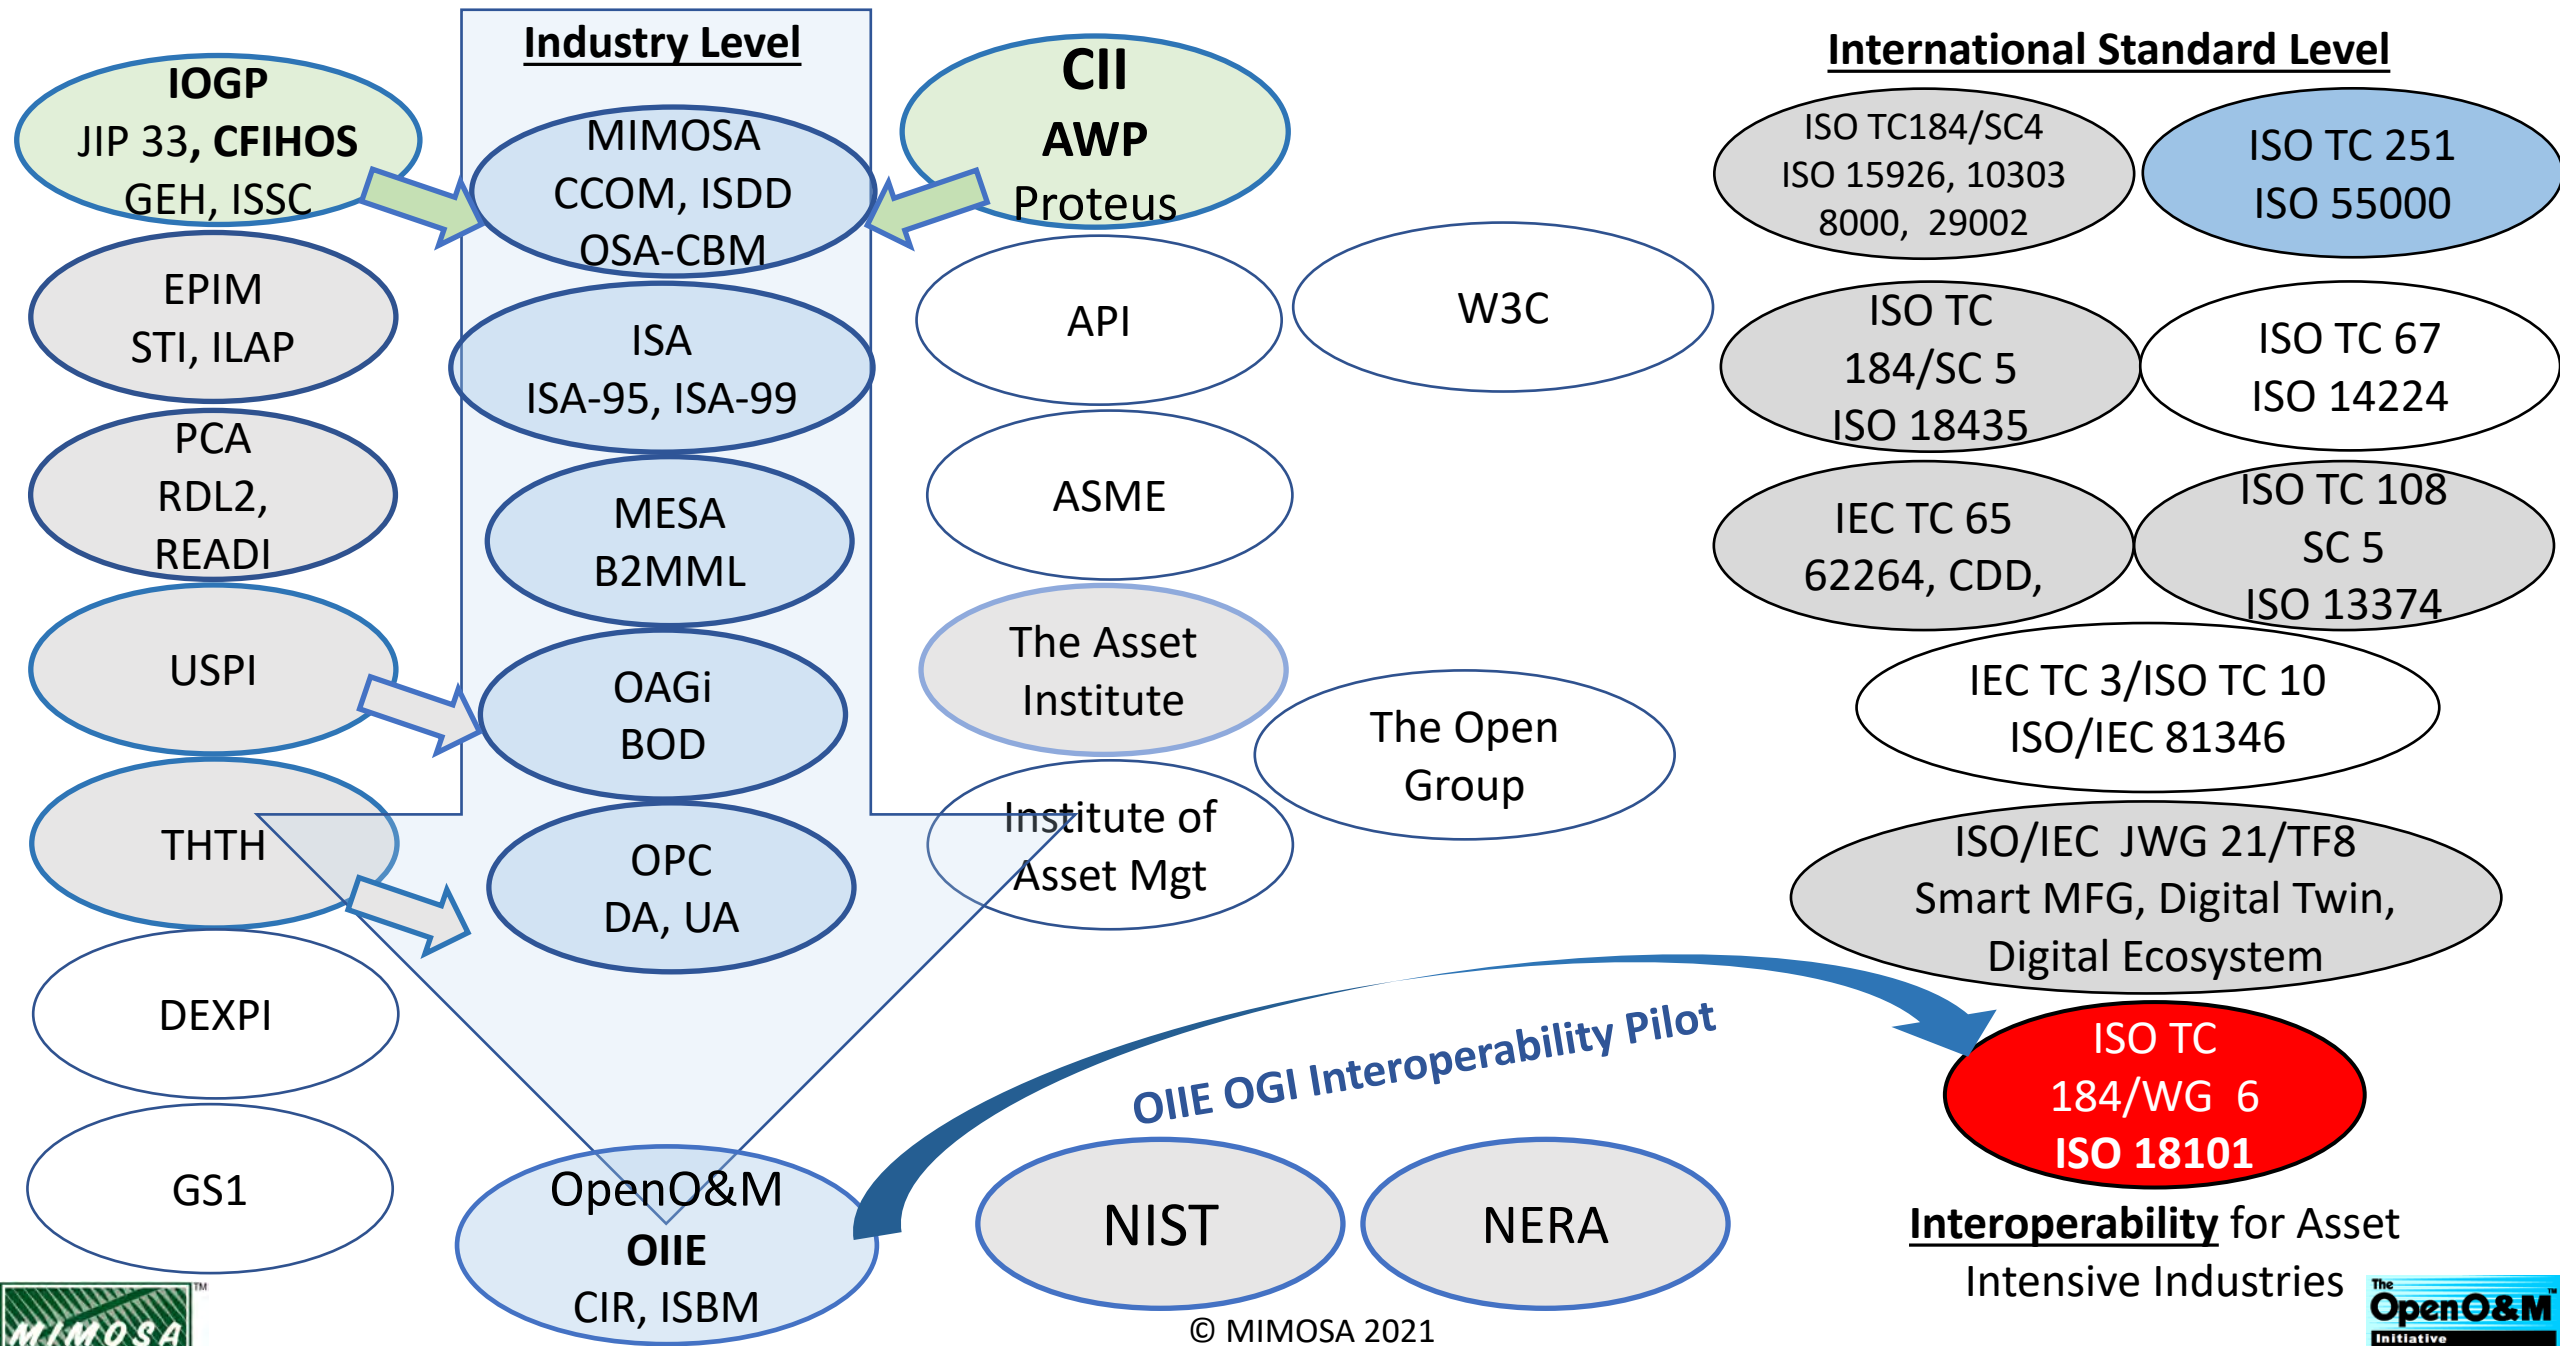 Industry Level
International Standard Level
IOGP
JIP 33, CFIHOS
GEH, ISSC
EPIM
STI, ILAP
PCA
RDL2,
READI
USPI
THTH
DEXPI
GS1
MIMOSA
CCOM, ISDD
OSA-CBM
ISA
ISA-95, ISA-99
MESA
B2MML
OAGi
BOD
OPC
DA, UA
OpenO&M
OIIE
CIR, ISBM
CII
AWP
Proteus
API
W3C
ASME
The Asset
Institute
The Open
Group
Institute of
Asset Mgt
OIIE OGI Interoperability Pilot
NIST
NERA
ISO TC184/SC4
ISO 15926, 10303
8000, 29002
ISO TC 251
ISO 55000
ISO TC
184/SC 5
ISO 18435
ISO TC 67
ISO 14224
IEC TC 65
62264, CDD,
ISO TC 108
SC 5
ISO 13374
IEC TC 3/ISO TC 10
ISO/IEC 81346
ISO/IEC JWG 21/TF8
Smart MFG, Digital Twin,
Digital Ecosystem
ISO TC
184/WG 6
ISO 18101
Interoperability for Asset
Intensive Industries
MIMOSA
TM
© MIMOSA 2021
The
OpenO&M
TM
Initiative